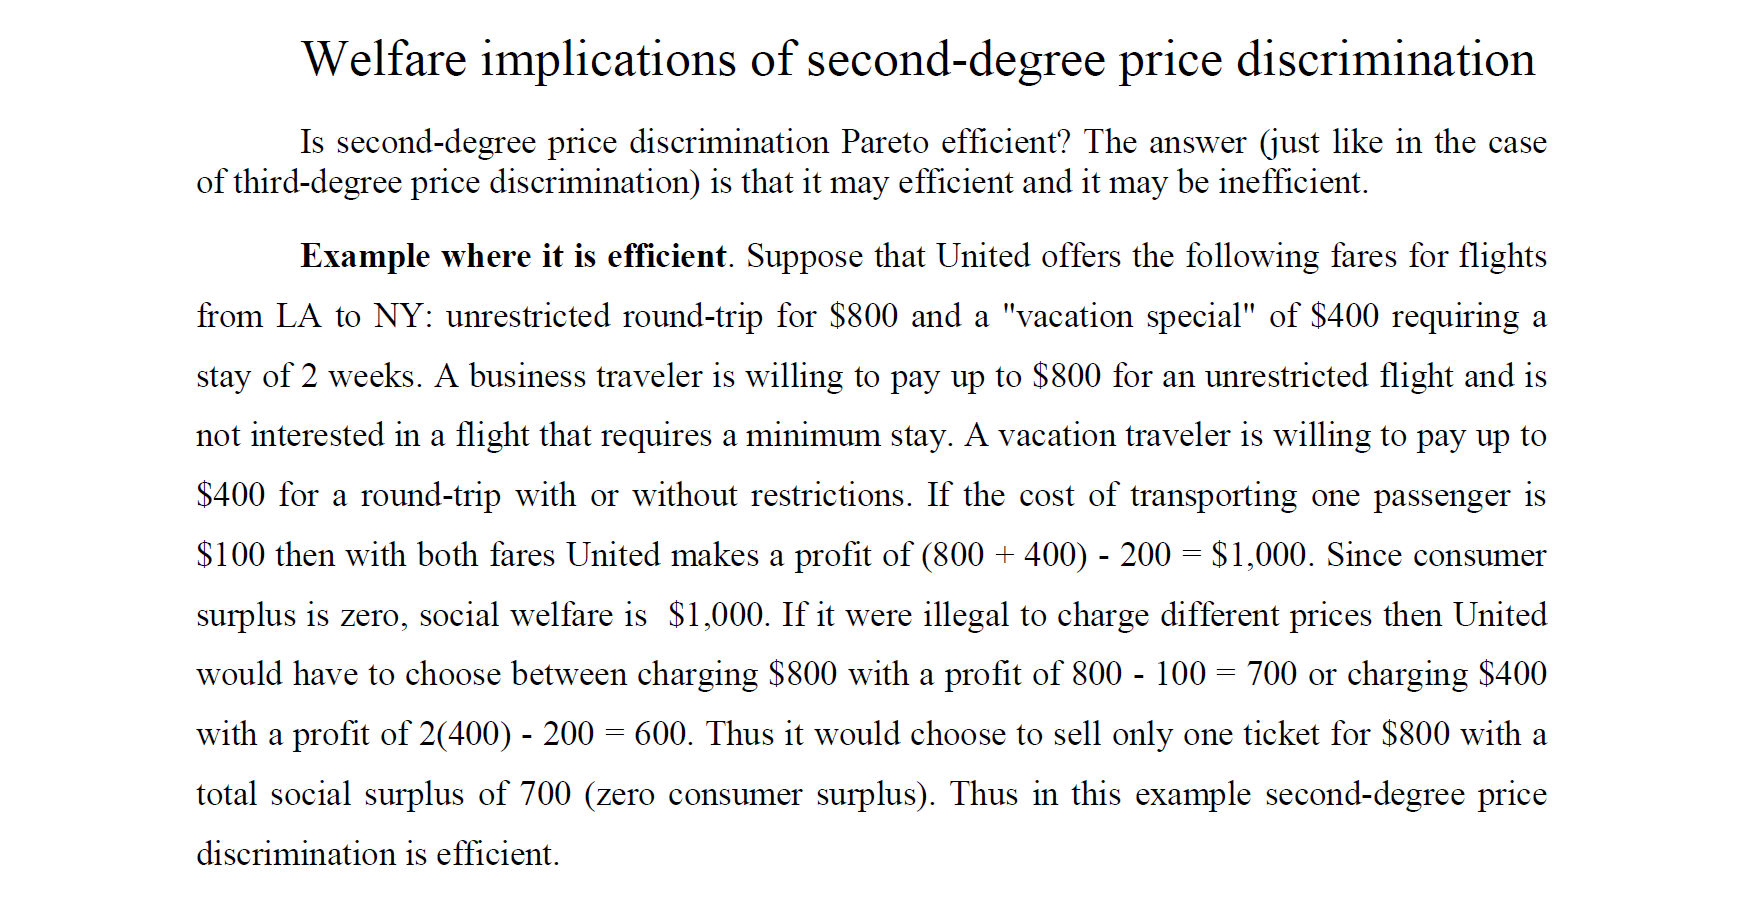 Welfare implications of second-degree price discrimination
Is second-degree price discrimination Pareto efficient? The answer (just like in the case
of third-degree price discrimination) is that it may efficient and it may be inefficient.
Example where it is efficient. Suppose that United offers the following fares for flights
from LA to NY: unrestricted round-trip for $800 and a "vacation special" of $400 requiring a
stay of 2 weeks. A business traveler is willing to pay up to $800 for an unrestricted flight and is
not interested in a flight that requires a minimum stay. A vacation traveler is willing to pay up to
$400 for a round-trip with or without restrictions. If the cost of transporting one passenger is
$100 then with both fares United makes a profit of (800 + 400) - 200 = $1,000. Since consumer
surplus is zero, social welfare is  $1,000. If it were illegal to charge different prices then United
would have to choose between charging $800 with a profit of 800 - 100 = 700 or charging $400
with a profit of 2(400) - 200 = 600. Thus it would choose to sell only one ticket for $800 with a
total social surplus of 700 (zero consumer surplus). Thus in this example second-degree price
discrimination is efficient.